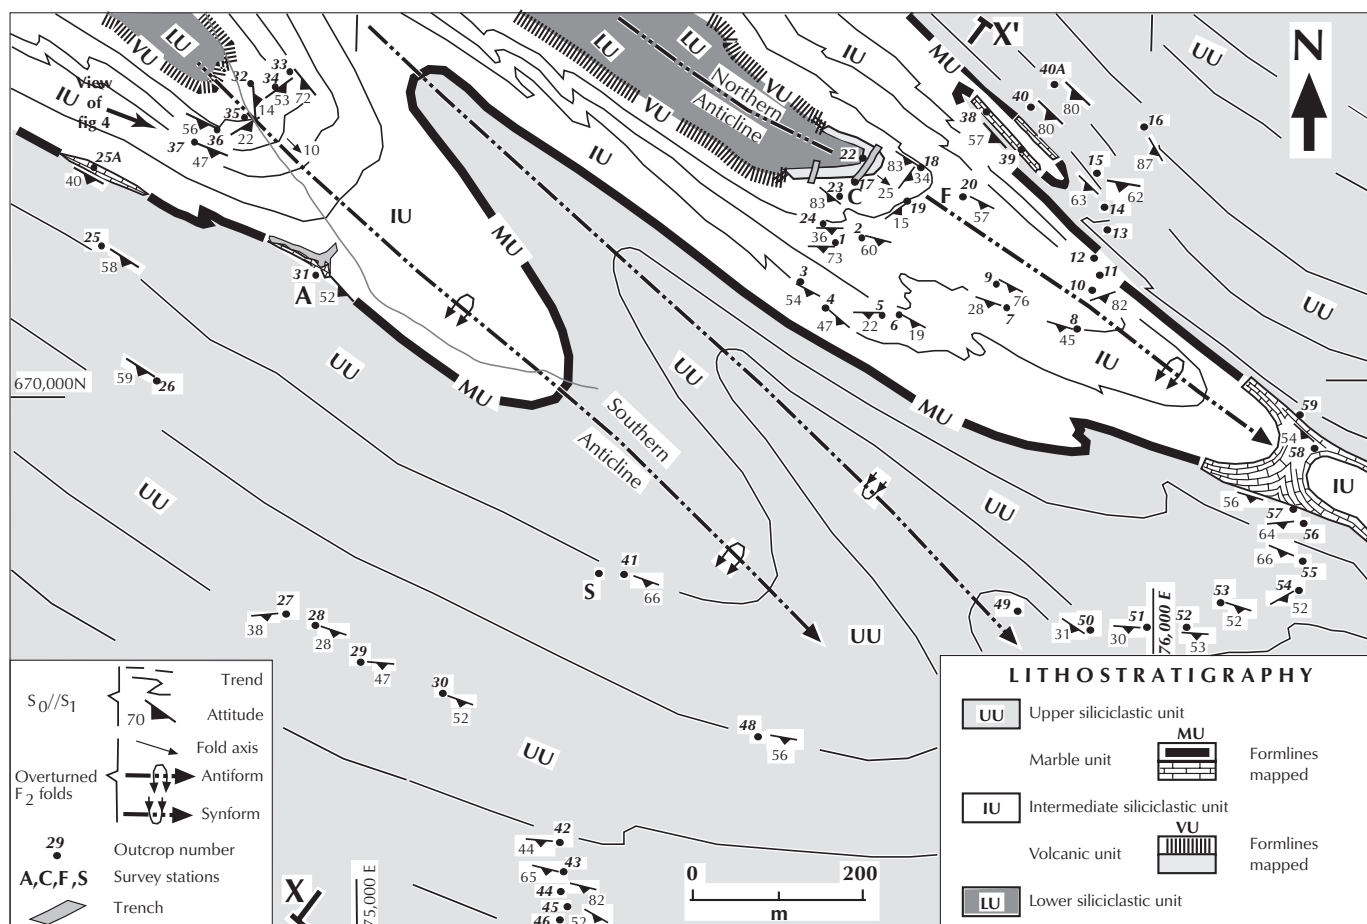 X'
N
LU
VU
IU
View
of
fig 4
33
32
34
53
72
14
35
56
36
22
37
47
10
25A
40
25
58
31
A
52
IU
MU
IU
LU
LU
VU
VU
Northern
Anticline
IU
MU
UU
40A
40
80
80
38
57
39
16
87
15
63
62
14
13
12
11
10
82
22
17
C
25
23
83
83
18
34
19
15
F
20
57
24
36
1
73
2
60
3
54
4
47
5
22
6
19
9
76
28
7
8
45
IU
UU
UU
UU
MU
MU
670,000N
59
26
Southern
Anticline
59
54
58
IU
UU
UU
56
57
64
56
66
55
54
52
53
52
52
53
51
30
50
31
49
76,000 E
S
41
66
UU
27
38
28
28
29
47
30
52
UU
48
56
42
44
43
65
44
82
45
52
46
X
75,000 E
0
200
m
S0//S1
Trend
70
Attitude
Fold axis
Overturned
F2 folds
Antiform
Synform
29
Outcrop number
A,C,F,S
Survey stations
Trench
LITHOSTRATIGRAPHY
UU
Upper siliciclastic unit
Marble unit
MU
Formlines
mapped
IU
Intermediate siliciclastic unit
Volcanic unit
VU
Formlines
mapped
LU
Lower siliciclastic unit